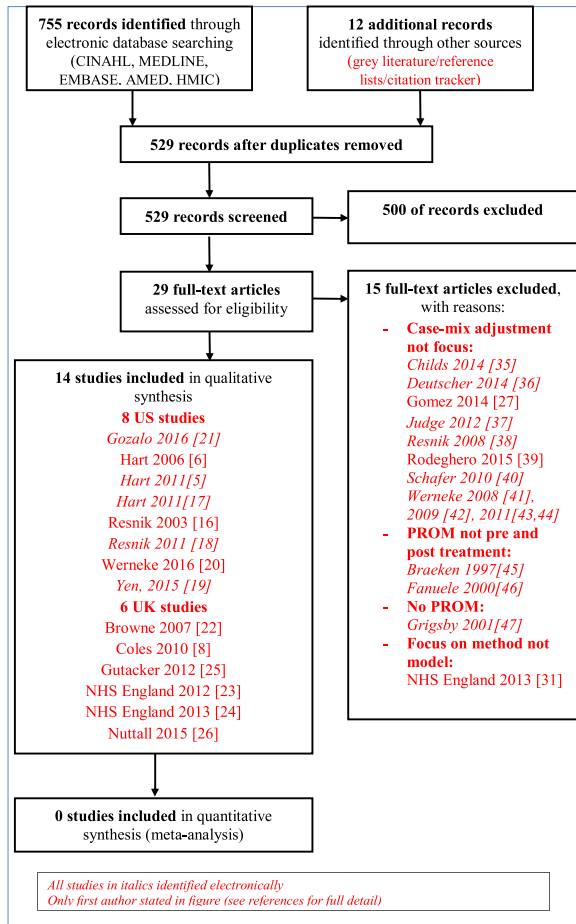 755 records identified through
electronic database searching
(CINAHL, MEDLINE,
EMBASE, AMED, HMIC)
12 additional records
identified through other sources
(grey literature/reference
lists/citation tracker)
529 records after duplicates removed
529 records screened
500 of records excluded
29 full-text articles
assessed for eligibility
15 full-text articles excluded,
with reasons:
- Case-mix adjustment
not focus:
Childs 2014 [35]
Deutscher 2014 [36]
Gomez 2014 [27]
Judge 2012 [37]
Resnik 2008 [38]
Rodeghero 2015 [39]
Schafer 2010 [40]
Werneke 2008 [41],
2009 [42], 2011[43,44]
- PROM not pre and
post treatment:
Braeken 1997[45]
Fanuele 2000[46]
- No PROM:
Grigsby 2001[47]
- Focus on method not
model:
NHS England 2013 [31]
14 studies included in qualitative
synthesis
8 US studies
Gozalo 2016 [21]
Hart 2006 [6]
Hart 2011[5]
Hart 2011[17]
Resnik 2003 [16]
Resnik 2011 [18]
Werneke 2016 [20]
Yen, 2015 [19]
6 UK studies
Browne 2007 [22]
Coles 2010 [8]
Gutacker 2012 [25]
NHS England 2012 [23]
NHS England 2013 [24]
Nuttall 2015 [26]
0 studies included in quantitative
synthesis (meta-analysis)
All studies in italics identified electronically
Only first author stated in figure (see references for full detail)